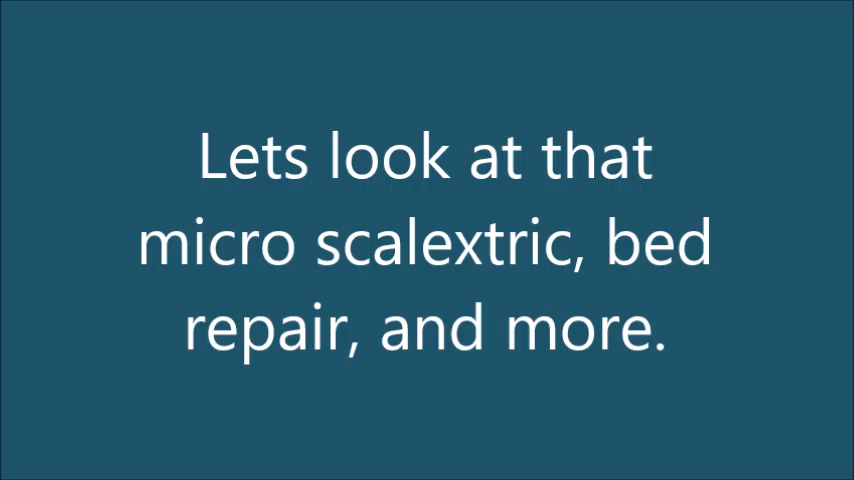 Lets look at that
micro scalextric, bed
repair, and more.